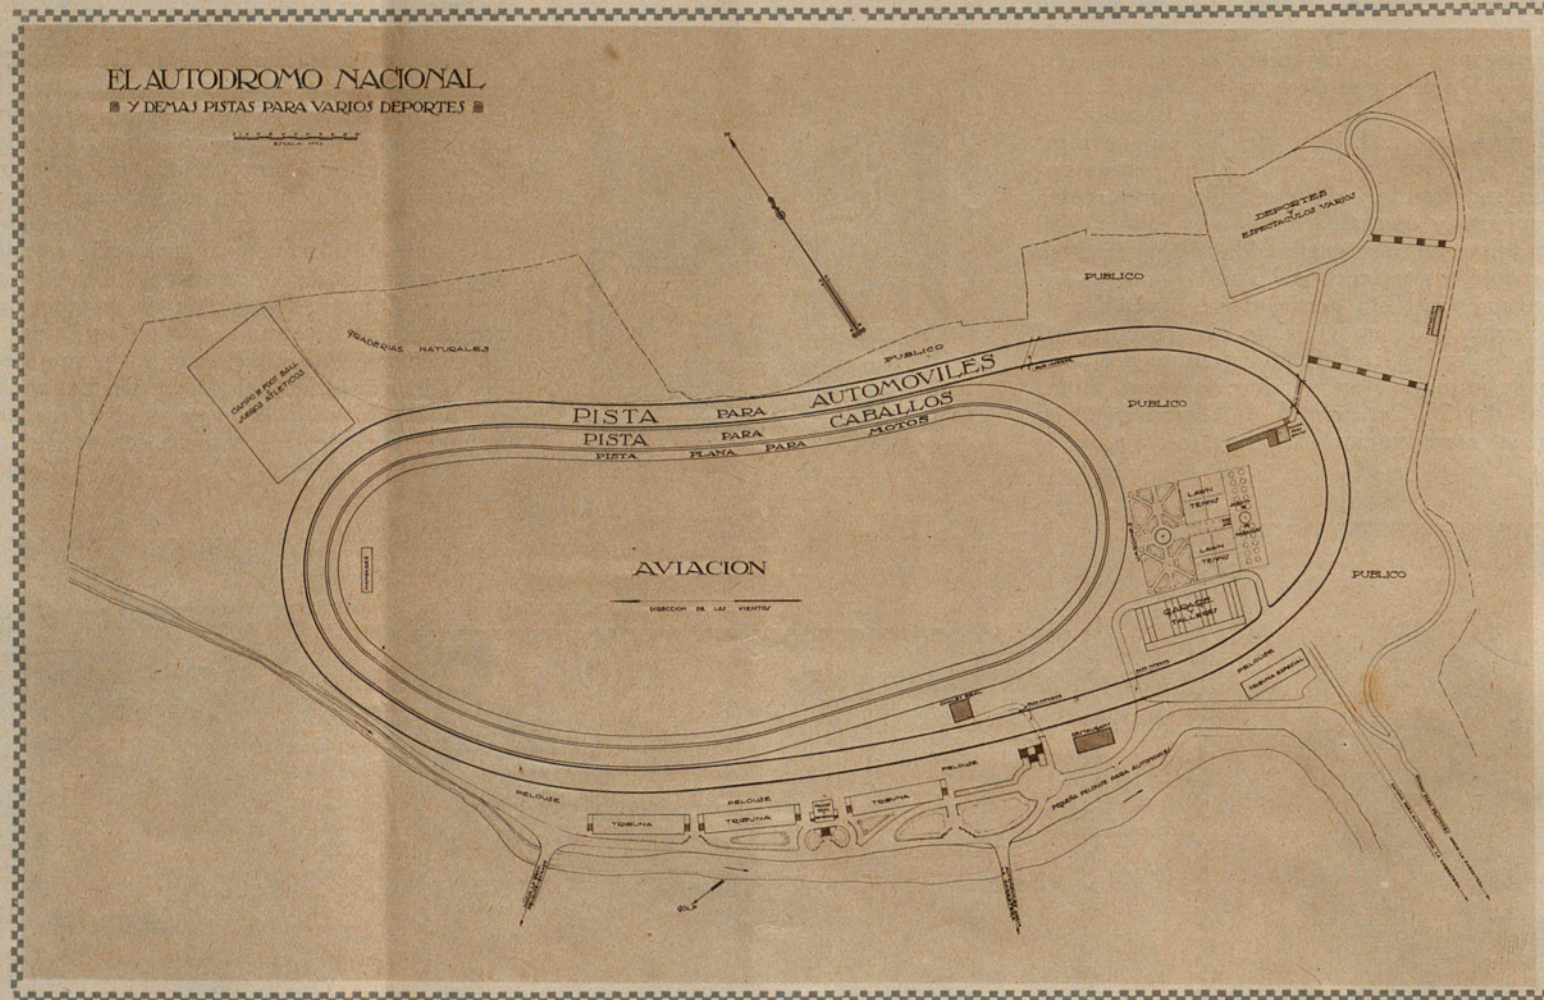 EL AUTODROMO NACIONAL
Y DEMAS PISTAS PARA VARIOS DEPORTES
DEPORTES
Y
ESPECTACULOS VARIOS
PUBLICO
GRADERIAS NATURALES
PUBLICO
CAMPO DE FOOT BALL
Y
JUEGOS ATLETICOS
PISTA PARA AUTOMOVILES
PUBLICO
PISTA PARA CABALLOS
PISTA PLANA PARA MOTOS
LAWN
TENNIS
LAWN
TENNIS
AVIACION
PUBLICO
DIRECCION DE LOS VIENTOS
HANGARES
GARAGE
Y
TALLERES
PELOUSE
TRIBUNA ESPECIAL
RESTAURANT
PELOUSE
PELOUSE
PELOUSE
TRIBUNA
TRIBUNA
TRIBUNA
PEQUEÑA PELOUSE PARA AUTOMOVILES
GOLF